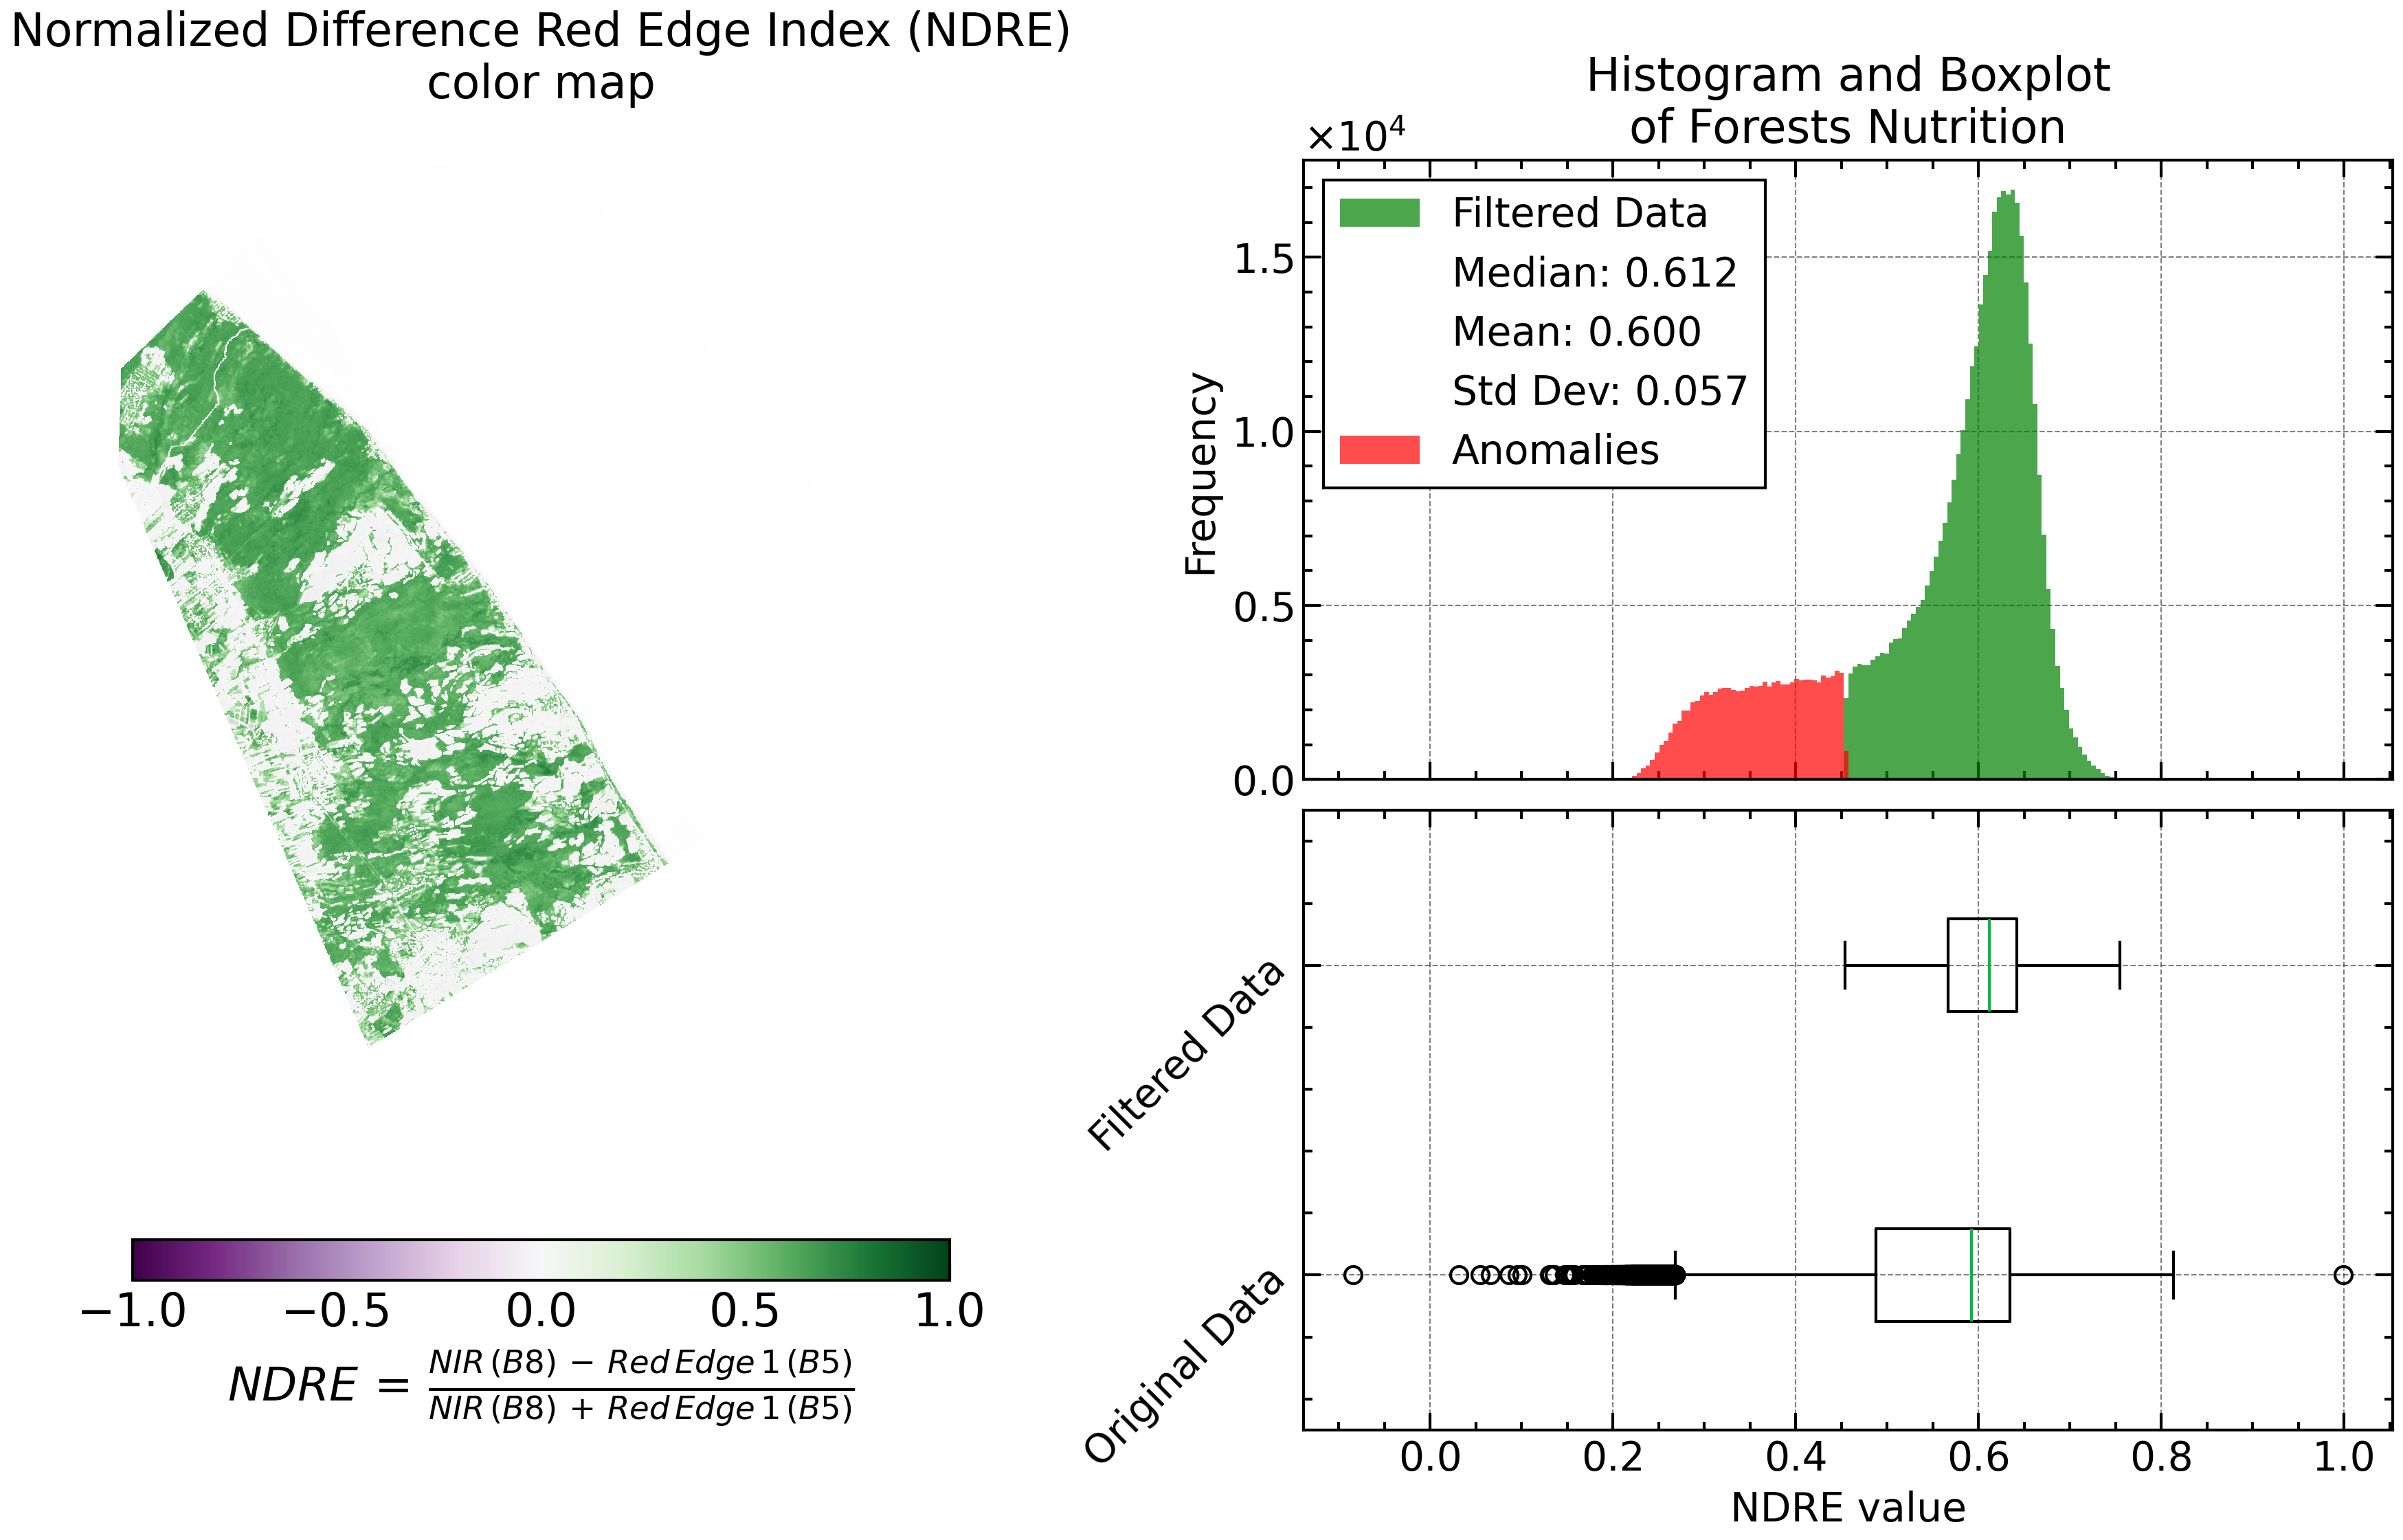 Normalized Difference Red Edge Index (NDRE)
color map
−1.0 −0.5 0.0 0.5 1.0
NDRE = NIR (B8) − Red Edge 1 (B5)
NIR (B8) + Red Edge 1 (B5)
Histogram and Boxplot
of Forests Nutrition
×10⁴
1.5
1.0
0.5
0.0
Frequency
Filtered Data
Median: 0.612
Mean: 0.600
Std Dev: 0.057
Anomalies
Filtered Data
Original Data
0.0 0.2 0.4 0.6 0.8 1.0
NDRE value